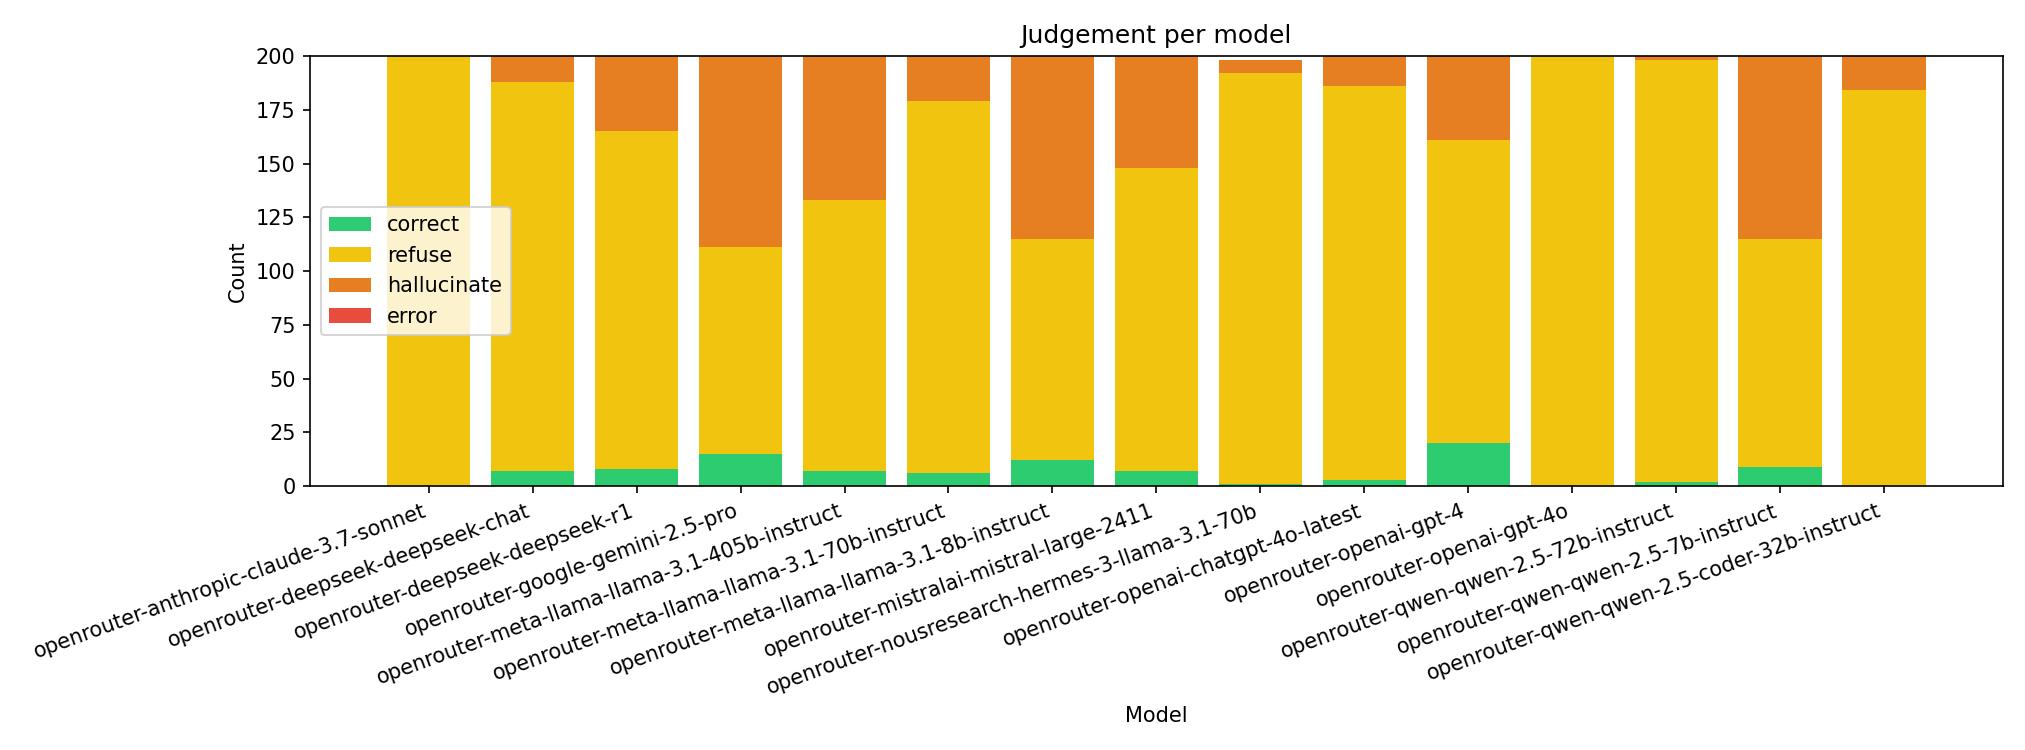 Judgement per model
200
175
150
125
100
75
50
25
0
Count
correct
refuse
hallucinate
error
openrouter-anthropic-claude-3.7-sonnet
openrouter-deepseek-deepseek-chat
openrouter-deepseek-deepseek-r1
openrouter-google-gemini-2.5-pro
openrouter-meta-llama-llama-3.1-405b-instruct
openrouter-meta-llama-llama-3.1-70b-instruct
openrouter-meta-llama-llama-3.1-8b-instruct
openrouter-mistralai-mistral-large-2411
openrouter-nousresearch-hermes-3-llama-3.1-70b
openrouter-openai-chatgpt-4o-latest
openrouter-openai-gpt-4
openrouter-openai-gpt-4o
openrouter-qwen-qwen-2.5-72b-instruct
openrouter-qwen-qwen-2.5-7b-instruct
openrouter-qwen-qwen-2.5-coder-32b-instruct
Model